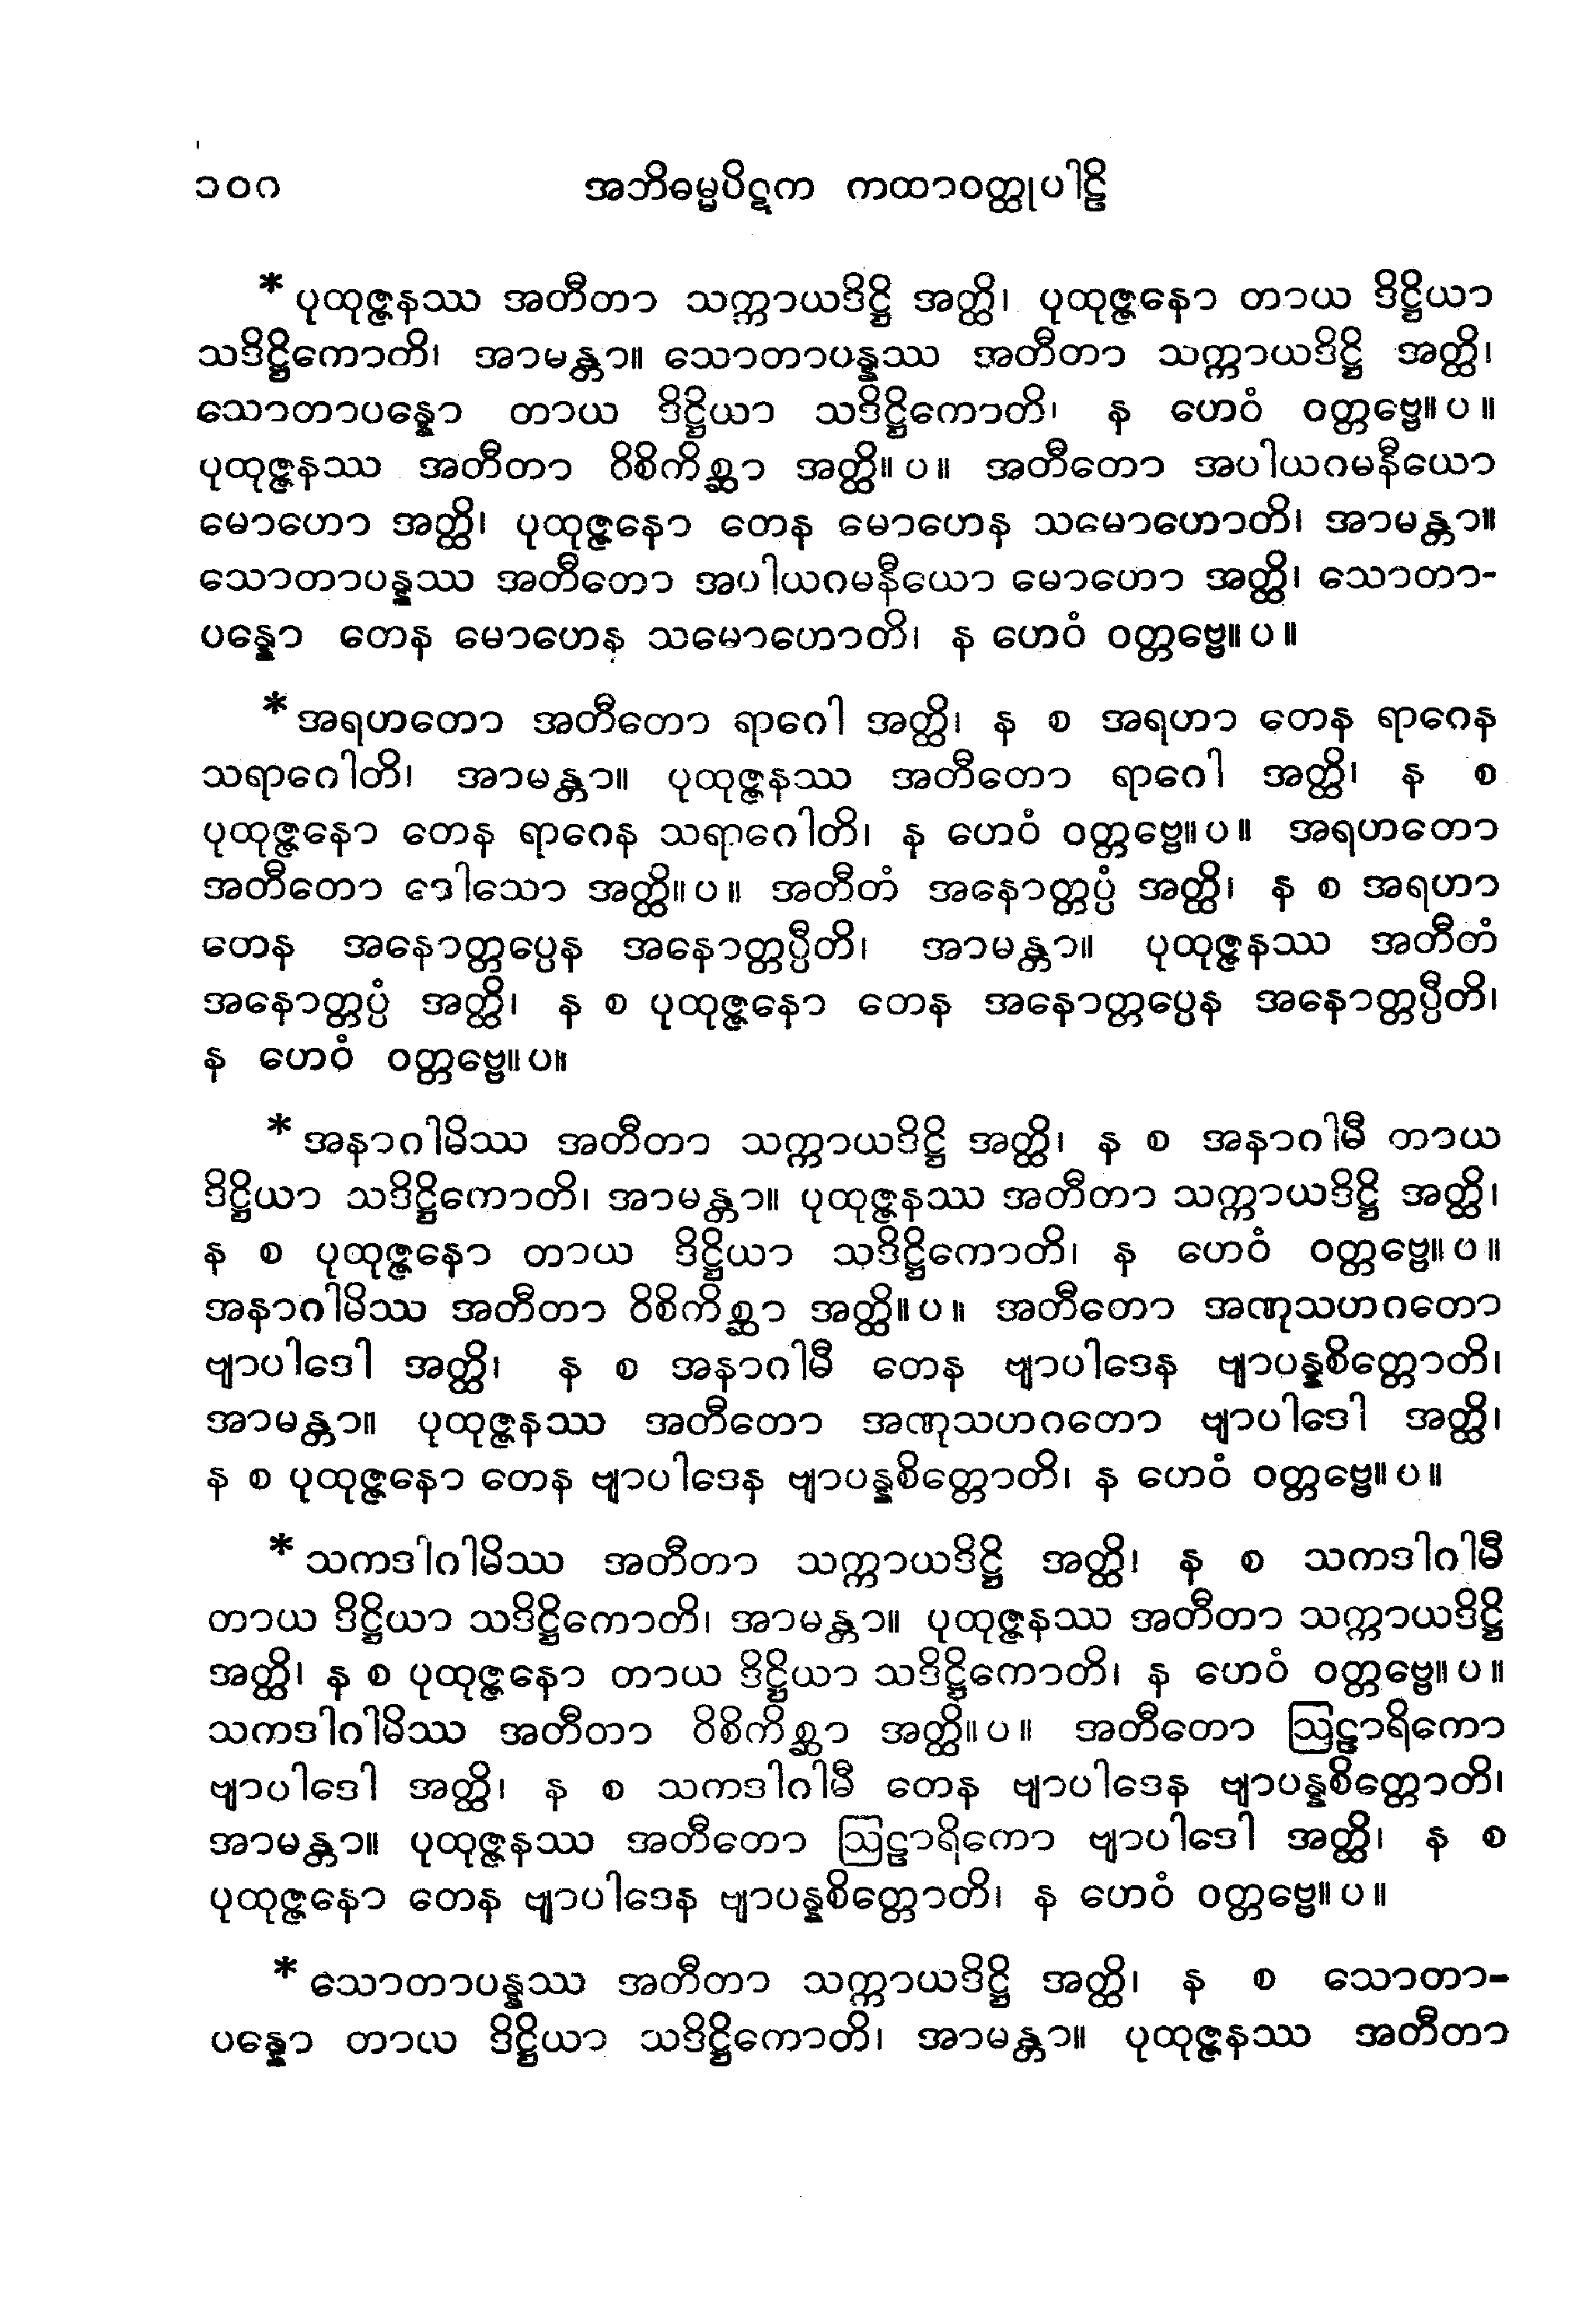 ၁၀ဂ အဘိဓမ္မပိဋက ကထာဝတ္ထုပါဠိ
* ပုထုဇ္ဇနဿ အတီတာ သက္ကာယဒိဋ္ဌိ အတ္ထိ၊ ပုထုဇ္ဇနော တာယ ဒိဋ္ဌိယာ
သဒိဋ္ဌိကောတိ၊ အာမန္တာ။ သောတာပန္နဿ အတီတာ သက္ကာယဒိဋ္ဌိ အတ္ထိ၊
သောတာပန္နော တာယ ဒိဋ္ဌိယာ သဒိဋ္ဌိကောတိ၊ န ဟေဝံ ဝတ္တဗ္ဗေ။ ပ ။
ပုထုဇ္ဇနဿ အတီတာ ဝိစိကိစ္ဆာ အတ္ထိ။ ပ ။ အတီတော အပါယဂမနီယော
မောဟော အတ္ထိ၊ ပုထုဇ္ဇနော တေန မောဟေန သမောဟောတိ၊ အာမန္တာ။
သောတာပန္နဿ အတီတော အပါယဂမနီယော မောဟော အတ္ထိ၊ သောတာ-
ပန္နော တေန မောဟေန သမောဟောတိ၊ န ဟေဝံ ဝတ္တဗ္ဗေ။ ပ ။
* အရဟတော အတီတော ရာဂေါ အတ္ထိ၊ န စ အရဟာ တေန ရာဂေန
သရာဂေါတိ၊ အာမန္တာ။ ပုထုဇ္ဇနဿ အတီတော ရာဂေါ အတ္ထိ၊ န စ
ပုထုဇ္ဇနော တေန ရာဂေန သရာဂေါတိ၊ န ဟေဝံ ဝတ္တဗ္ဗေ။ ပ ။ အရဟတော
အတီတော ဒေါသော အတ္ထိ။ ပ ။ အတီတံ အနောတ္တပ္ပံ အတ္ထိ၊ န စ အရဟာ
တေန အနောတ္တပ္ပေန အနောတ္တပ္ပီတိ၊ အာမန္တာ။ ပုထုဇ္ဇနဿ အတီတံ
အနောတ္တပ္ပံ အတ္ထိ၊ န စ ပုထုဇ္ဇနော တေန အနောတ္တပ္ပေန အနောတ္တပ္ပီတိ၊
န ဟေဝံ ဝတ္တဗ္ဗေ။ ပ။
* အနာဂါမိဿ အတီတာ သက္ကာယဒိဋ္ဌိ အတ္ထိ၊ န စ အနာဂါမီ တာယ
ဒိဋ္ဌိယာ သဒိဋ္ဌိကောတိ၊ အာမန္တာ။ ပုထုဇ္ဇနဿ အတီတာ သက္ကာယဒိဋ္ဌိ အတ္ထိ၊
န စ ပုထုဇ္ဇနော တာယ ဒိဋ္ဌိယာ သဒိဋ္ဌိကောတိ၊ န ဟေဝံ ဝတ္တဗ္ဗေ။ ပ ။
အနာဂါမိဿ အတီတာ ဝိစိကိစ္ဆာ အတ္ထိ။ ပ ။ အတီတော အဏုသဟဂတော
ဗျာပါဒေါ အတ္ထိ၊ န စ အနာဂါမီ တေန ဗျာပါဒေန ဗျာပန္နစိတ္တောတိ၊
အာမန္တာ။ ပုထုဇ္ဇနဿ အတီတော အဏုသဟဂတော ဗျာပါဒေါ အတ္ထိ၊
န စ ပုထုဇ္ဇနော တေန ဗျာပါဒေန ဗျာပန္နစိတ္တောတိ၊ န ဟေဝံ ဝတ္တဗ္ဗေ။ ပ ။
* သကဒါဂါမိဿ အတီတာ သက္ကာယဒိဋ္ဌိ အတ္ထိ၊ န စ သကဒါဂါမီ
တာယ ဒိဋ္ဌိယာ သဒိဋ္ဌိကောတိ၊ အာမန္တာ။ ပုထုဇ္ဇနဿ အတီတာ သက္ကာယဒိဋ္ဌိ
အတ္ထိ၊ န စ ပုထုဇ္ဇနော တာယ ဒိဋ္ဌိယာ သဒိဋ္ဌိကောတိ၊ န ဟေဝံ ဝတ္တဗ္ဗေ။ ပ ။
သကဒါဂါမိဿ အတီတာ ဝိစိကိစ္ဆာ အတ္ထိ။ ပ ။ အတီတော ဩဠာရိကော
ဗျာပါဒေါ အတ္ထိ၊ န စ သကဒါဂါမီ တေန ဗျာပါဒေန ဗျာပန္နစိတ္တောတိ၊
အာမန္တာ။ ပုထုဇ္ဇနဿ အတီတော ဩဠာရိကော ဗျာပါဒေါ အတ္ထိ၊ န စ
ပုထုဇ္ဇနော တေန ဗျာပါဒေန ဗျာပန္နစိတ္တောတိ၊ န ဟေဝံ ဝတ္တဗ္ဗေ။ ပ ။
* သောတာပန္နဿ အတီတာ သက္ကာယဒိဋ္ဌိ အတ္ထိ၊ န စ သောတာ-
ပန္နော တာယ ဒိဋ္ဌိယာ သဒိဋ္ဌိကောတိ၊ အာမန္တာ။ ပုထုဇ္ဇနဿ အတီတာ